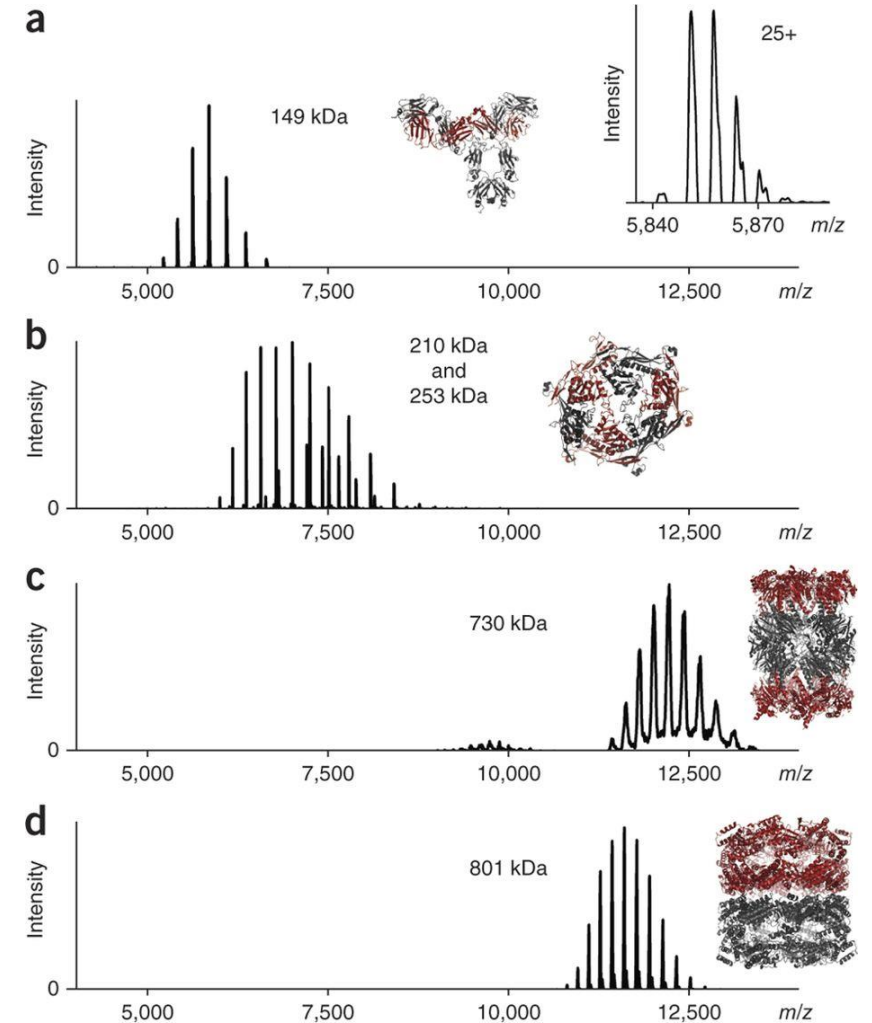 a
Intensity
0
149 kDa
5,000 7,500 10,000 12,500 m/z
Intensity
25+
5,840 5,870 m/z
b
Intensity
0
210 kDa
and
253 kDa
5,000 7,500 10,000 12,500 m/z
c
Intensity
0
730 kDa
5,000 7,500 10,000 12,500 m/z
d
Intensity
0
801 kDa
5,000 7,500 10,000 12,500 m/z